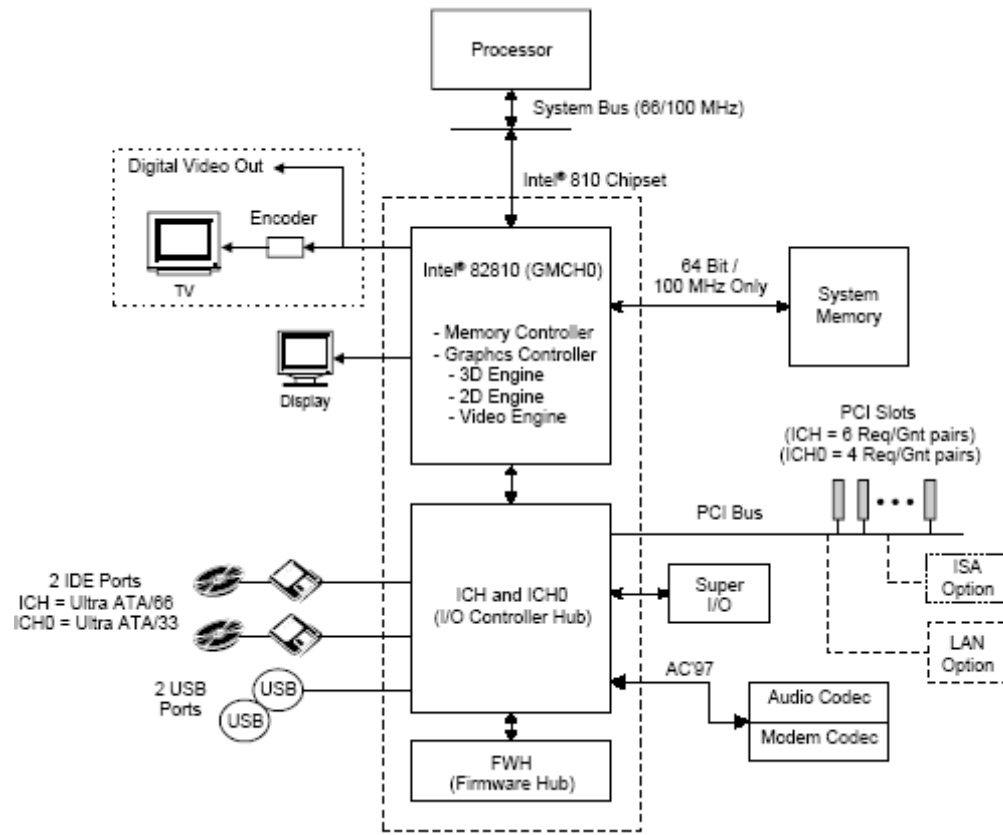 Processor
System Bus (66/100 MHz)
Digital Video Out
Intel® 810 Chipset
Encoder
TV
Intel® 82810 (GMCH0)
64 Bit /
100 MHz Only
System
Memory
- Memory Controller
- Graphcs Controller
- 3D Engine
- 2D Engine
- Video Engine
Display
PCI Slots
(ICH = 6 Req/Gnt pairs)
(ICH0 = 4 Req/Gnt pairs)
PCI Bus
2 IDE Ports
ICH = Ultra ATA/66
ICH0 = Ultra ATA/33
ICH and ICH0
(I/O Controller Hub)
Super
I/O
ISA
Option
LAN
Option
AC'97
2 USB
Ports
USB
USB
Audio Codec
Modem Codec
FWH
(Firmware Hub)